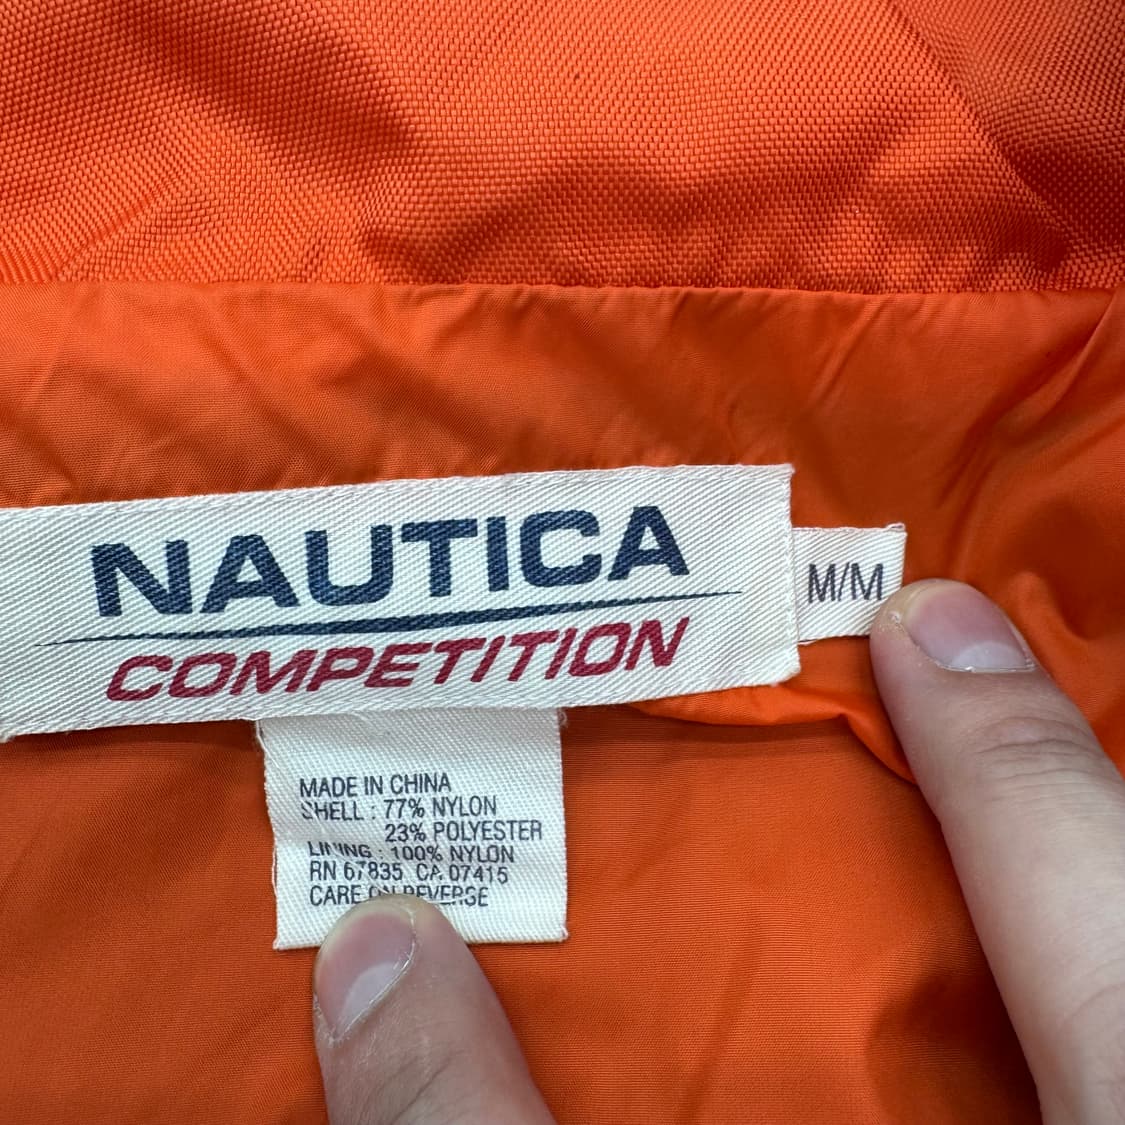 NAUTICA
COMPETITION
M/M
MADE IN CHINA
SHELL : 77% NYLON
23% POLYESTER
LINING : 100% NYLON
RN 67835 CA 07415
CARE ON REVERSE